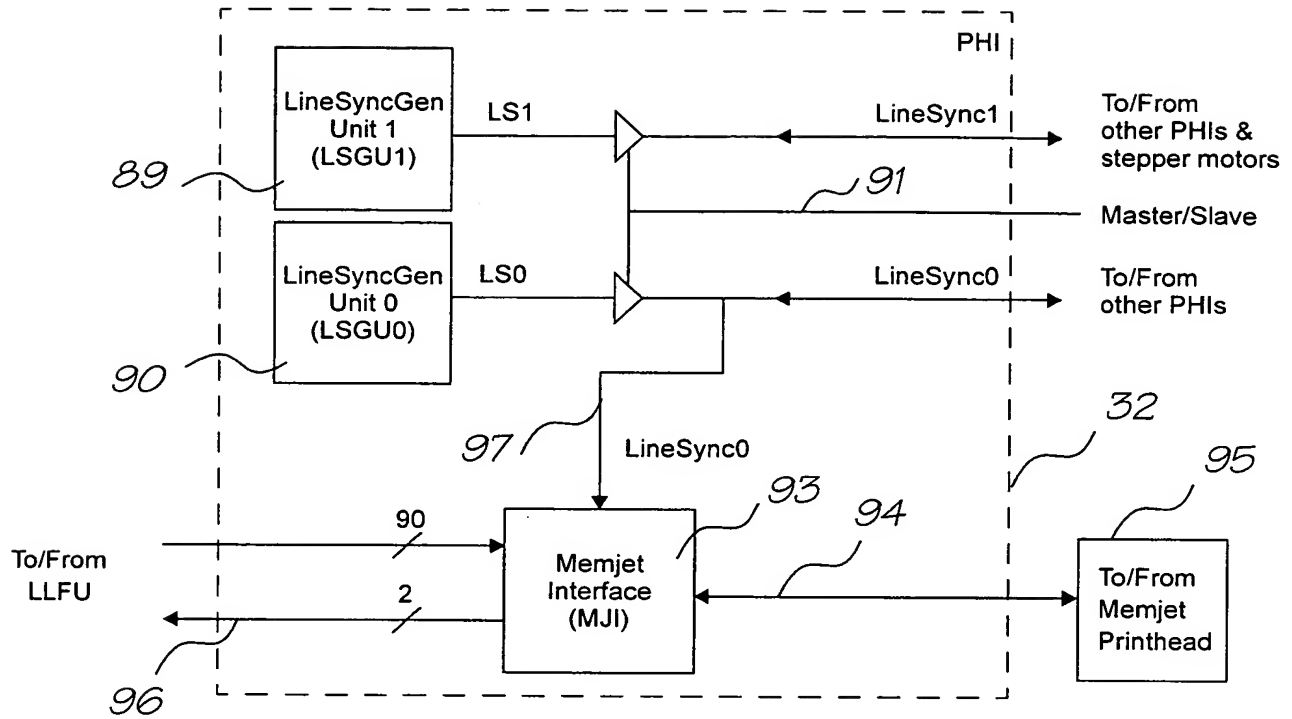 PHI
LineSyncGen
Unit 1
(LSGU1)
LS1
LineSync1
To/From
other PHIs &
stepper motors
89
91
Master/Slave
LineSyncGen
Unit 0
(LSGU0)
LS0
LineSync0
To/From
other PHIs
90
97
LineSync0
32
95
93
94
To/From
LLFU
90
2
Memjet
Interface
(MJI)
To/From
Memjet
Printhead
96